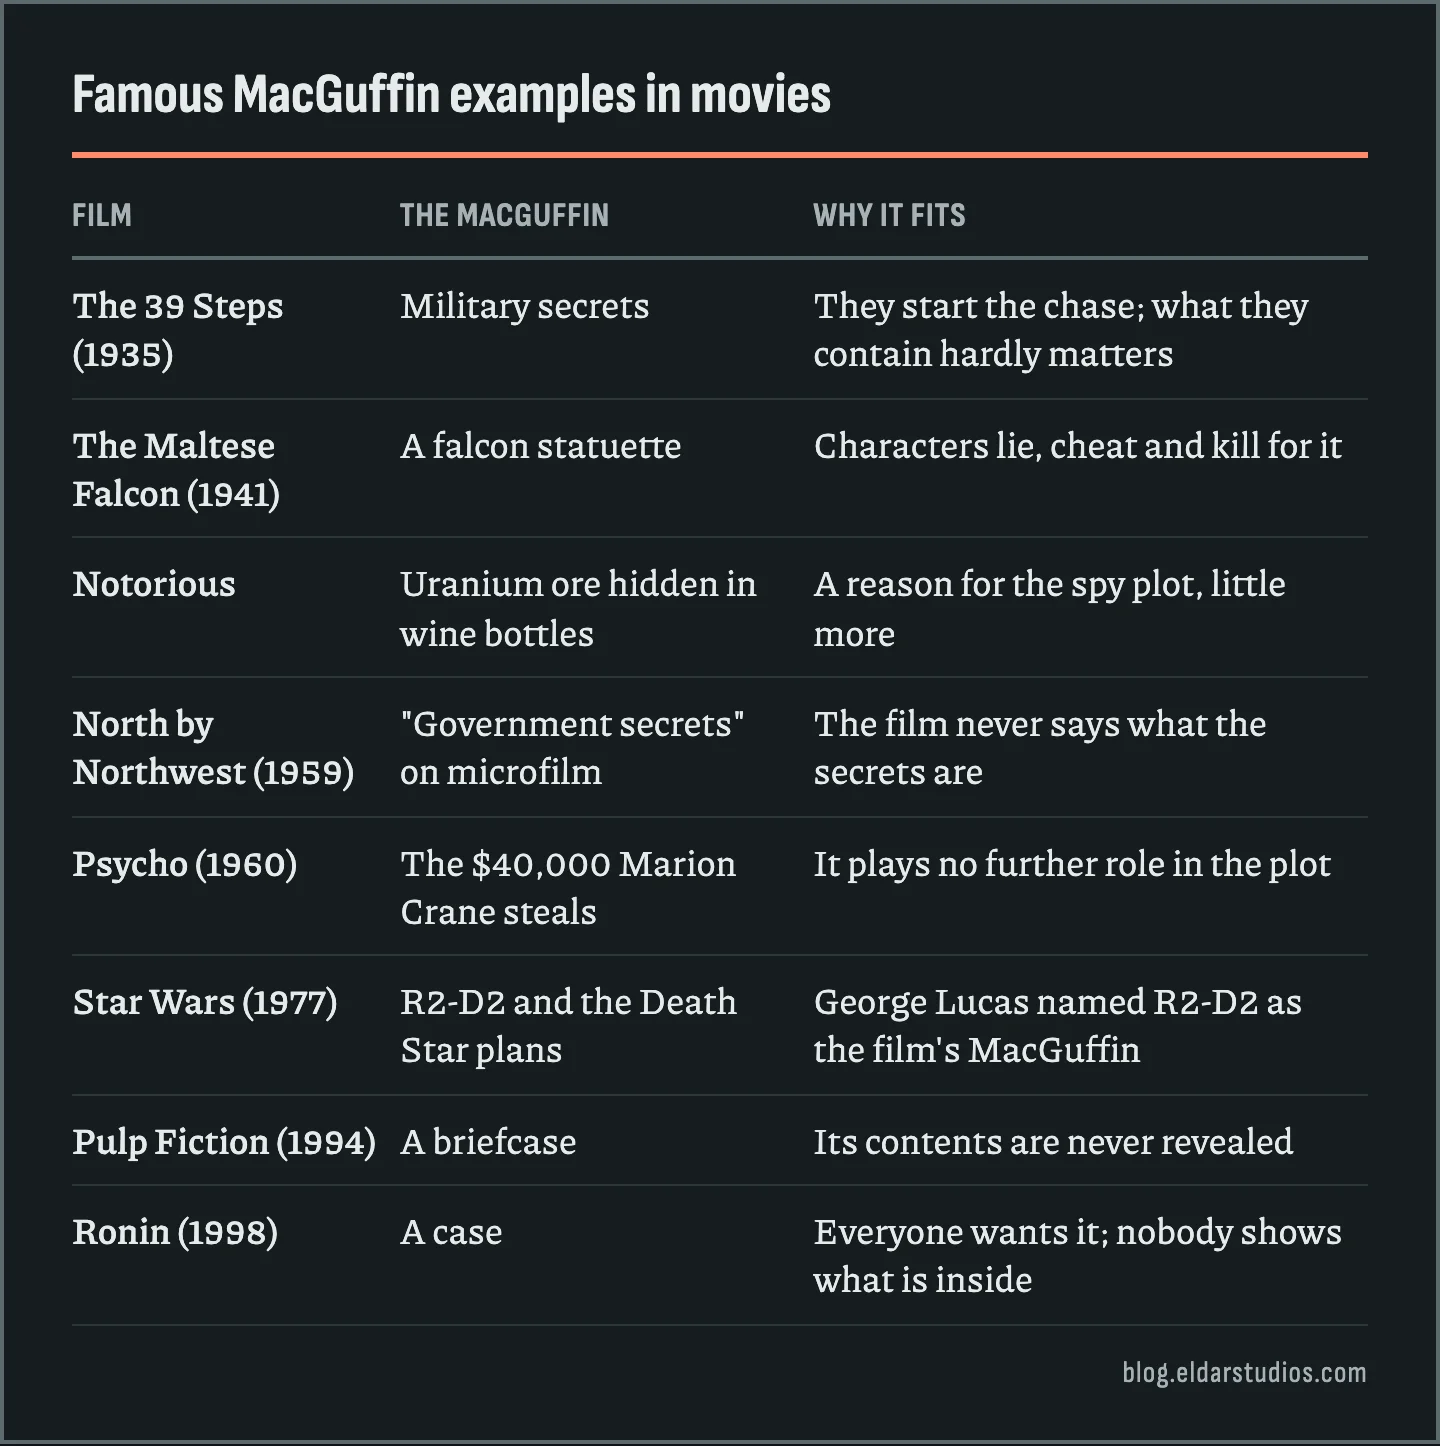 Famous MacGuffin examples in movies
FILM THE MACGUFFIN WHY IT FITS
The 39 Steps Military secrets They start the chase; what they
(1935) contain hardly matters
The Maltese A falcon statuette Characters lie, cheat and kill for it
Falcon (1941)
Notorious Uranium ore hidden in A reason for the spy plot, little
wine bottles more
North by "Government secrets" The film never says what the
Northwest (1959) on microfilm secrets are
Psycho (1960) The $40,000 Marion It plays no further role in the plot
Crane steals
Star Wars (1977) R2-D2 and the Death George Lucas named R2-D2 as
Star plans the film's MacGuffin
Pulp Fiction (1994) A briefcase Its contents are never revealed
Ronin (1998) A case Everyone wants it; nobody shows
what is inside
blog.eldarstudios.com